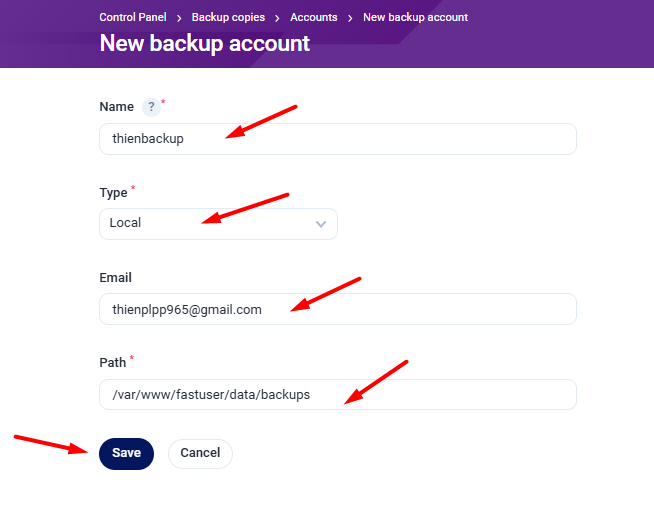 Control Panel > Backup copies > Accounts > New backup account
New backup account
Name ? *
thienbackup
Type *
Local
Email
thienplpp965@gmail.com
Path *
/var/www/fastuser/data/backups
Save Cancel